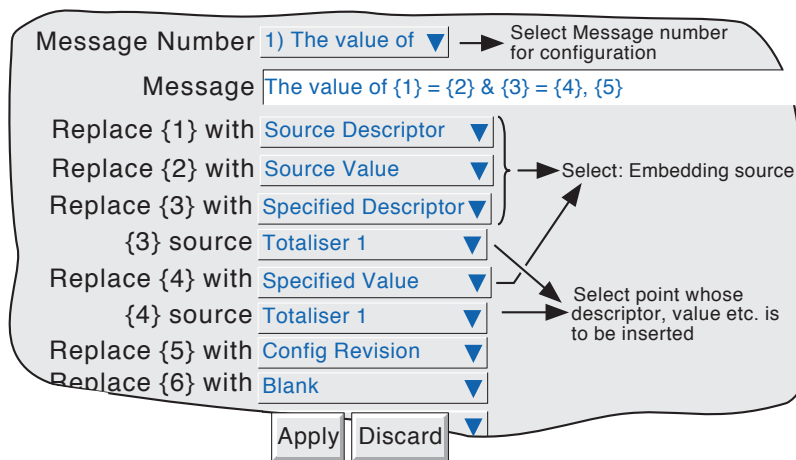 Message Number 1) The value of Select Message number
for configuration
Message The value of {1} = {2} & {3} = {4}, {5}
Replace {1} with Source Descriptor
Replace {2} with Source Value Select: Embedding source
Replace {3} with Specified Descriptor
{3} source Totaliser 1
Replace {4} with Specified Value Select point whose
descriptor, value etc. is
to be inserted
{4} source Totaliser 1
Replace {5} with Config Revision
Replace {6} with Blank
Apply Discard